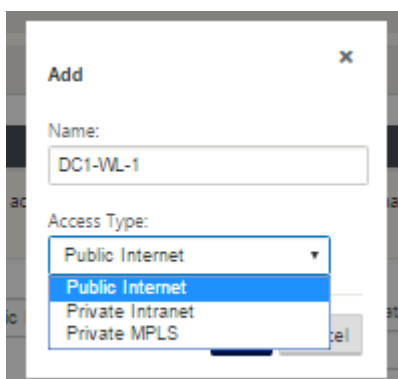 Add
×
Name:
DC1-WL-1
Access Type:
Public Internet
Public Internet
Private Intranet
Private MPLS